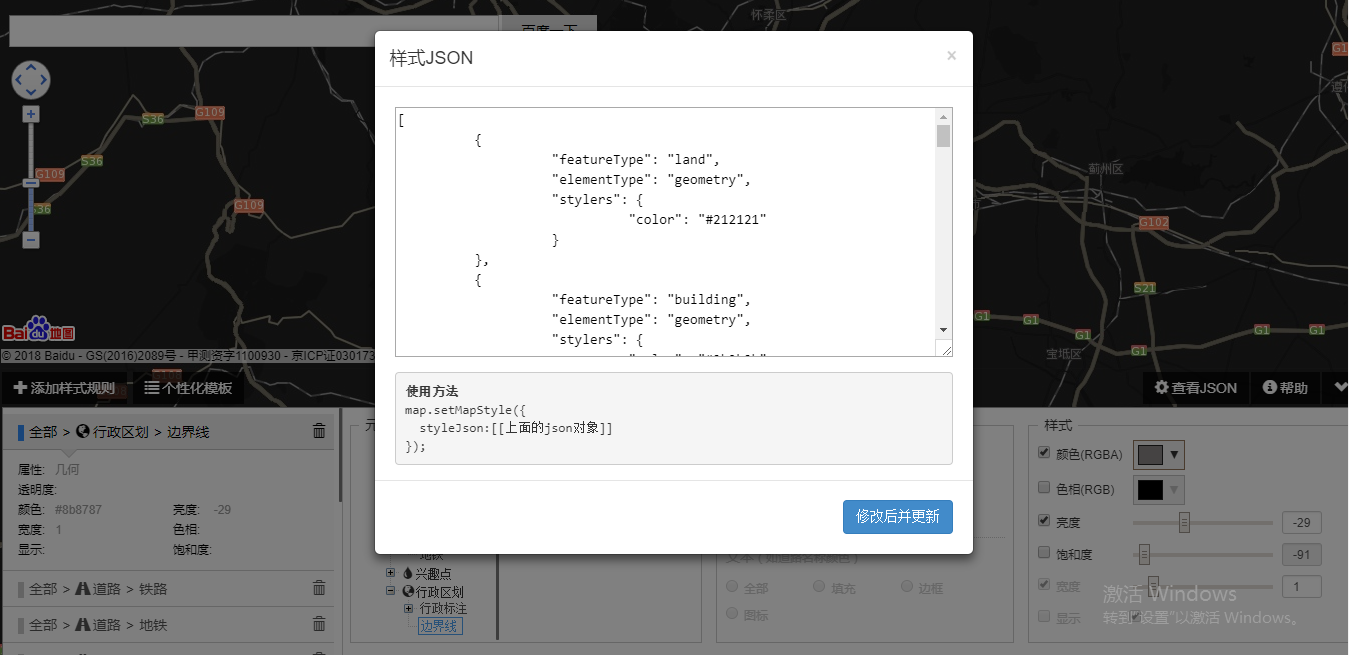 怀柔区
百度一下
样式JSON
×
G1
S36
G109
S36
G109
S36
G109
蓟州区
G102
S21
G1
G1
G1
G1
G1
G1
宝坻区
[
{
"featureType": "land",
"elementType": "geometry",
"stylers": {
"color": "#212121"
}
},
{
"featureType": "building",
"elementType": "geometry",
"stylers": {
使用方法
map.setMapStyle({
styleJson:[[上面的json对象]]
});
修改后并更新
Bai du 地图
© 2018 Baidu - GS(2016)2089号 - 甲测资字1100930 - 京ICP证030173
添加样式规则
个性化模板
查看JSON
帮助
全部 > 行政区划 > 边界线
属性: 几何
透明度:
颜色: #8b8787 亮度: -29
宽度: 1 色相:
显示: 饱和度:
全部 > 道路 > 铁路
全部 > 道路 > 地铁
元
地铁
兴趣点
行政区划
行政标注
边界线
文本（如道路名称颜色）
全部 填充 边框
图标
样式
颜色(RGBA)
色相(RGB)
亮度 -29
饱和度 -91
宽度 1
显示
激活 Windows
转到"设置"以激活 Windows。